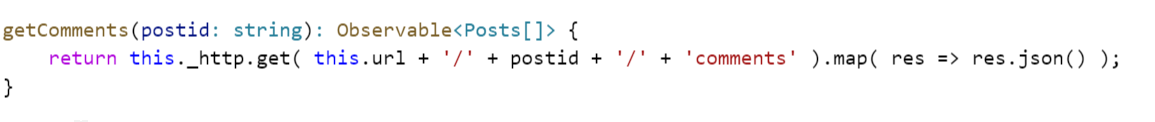 getComments(postid: string): Observable<Posts[]> {
    return this._http.get( this.url + '/' + postid + '/' + 'comments' ).map( res => res.json() );
}